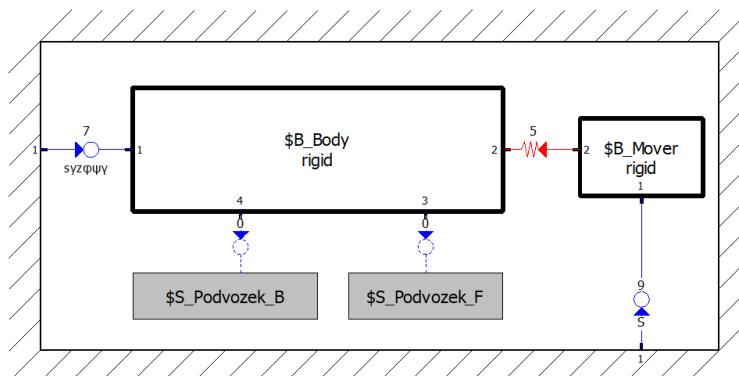 7
5
1
syzφψγ
1
$B_Body
rigid
2
2
$B_Mover
rigid
1
4
3
0
0
$S_Podvozek_B
$S_Podvozek_F
9
S
1